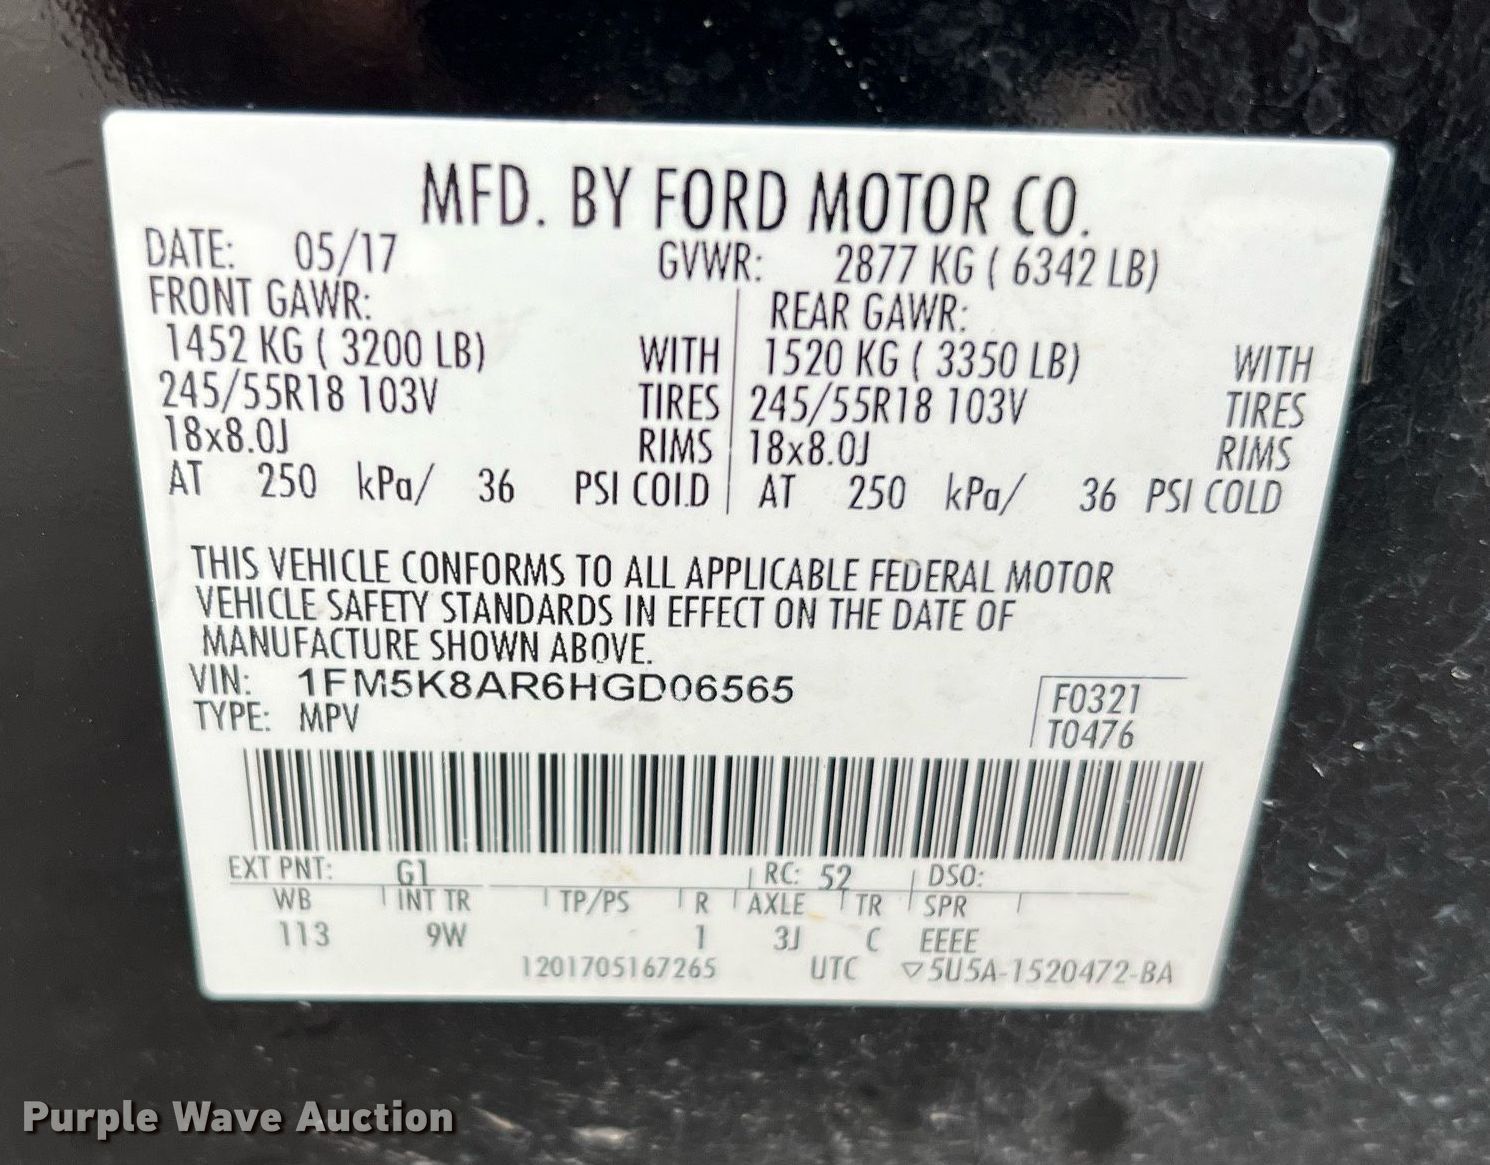 MFD. BY FORD MOTOR CO.
DATE: 05/17 GVWR: 2877 KG ( 6342 LB)
FRONT GAWR: REAR GAWR:
1452 KG ( 3200 LB) WITH 1520 KG ( 3350 LB) WITH
245/55R18 103V TIRES 245/55R18 103V TIRES
18x8.0J RIMS 18x8.0J RIMS
AT 250 kPa/ 36 PSI COLD AT 250 kPa/ 36 PSI COLD
THIS VEHICLE CONFORMS TO ALL APPLICABLE FEDERAL MOTOR
VEHICLE SAFETY STANDARDS IN EFFECT ON THE DATE OF
MANUFACTURE SHOWN ABOVE.
VIN: 1FM5K8AR6HGD06565 F0321
TYPE: MPV T0476
EXT PNT: G1 RC: 52 DSO:
WB INT TR TP/PS R AXLE TR SPR
113 9W 1 3J C EEEE
1201705167265 UTC ▽5U5A-1520472-BA
Purple Wave Auction